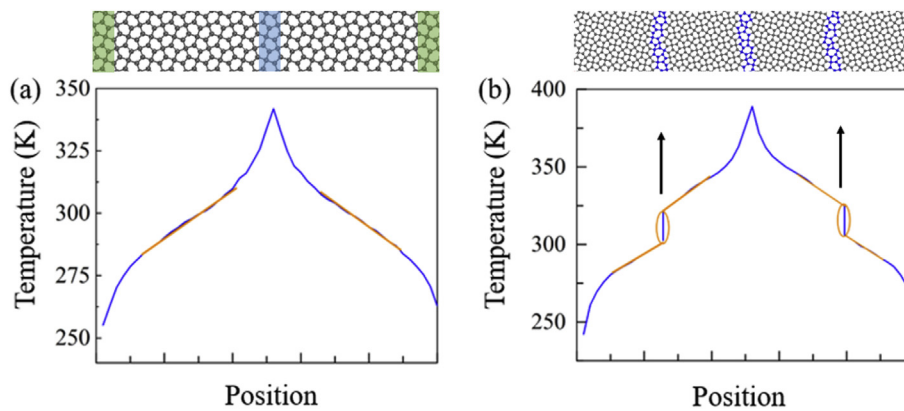 (a)
350
325
300
275
250
Temperature (K)
Position
(b)
400
350
300
250
Temperature (K)
Position